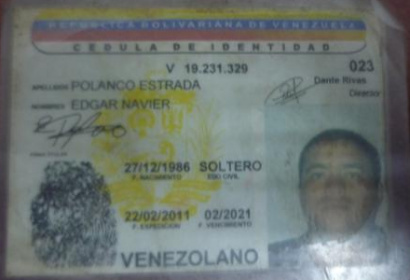 REPUBLICA BOLIVARIANA DE VENEZUELA
CEDULA DE IDENTIDAD
V 19.231.329 023
APELLIDOS POLANCO ESTRADA Dante Rivas
Director
NOMBRES EDGAR NAVIER
27/12/1986 SOLTERO
F. NACIMIENTO EDO CIVIL
22/02/2011 02/2021
F. EXPEDICION F. VENCIMIENTO
VENEZOLANO